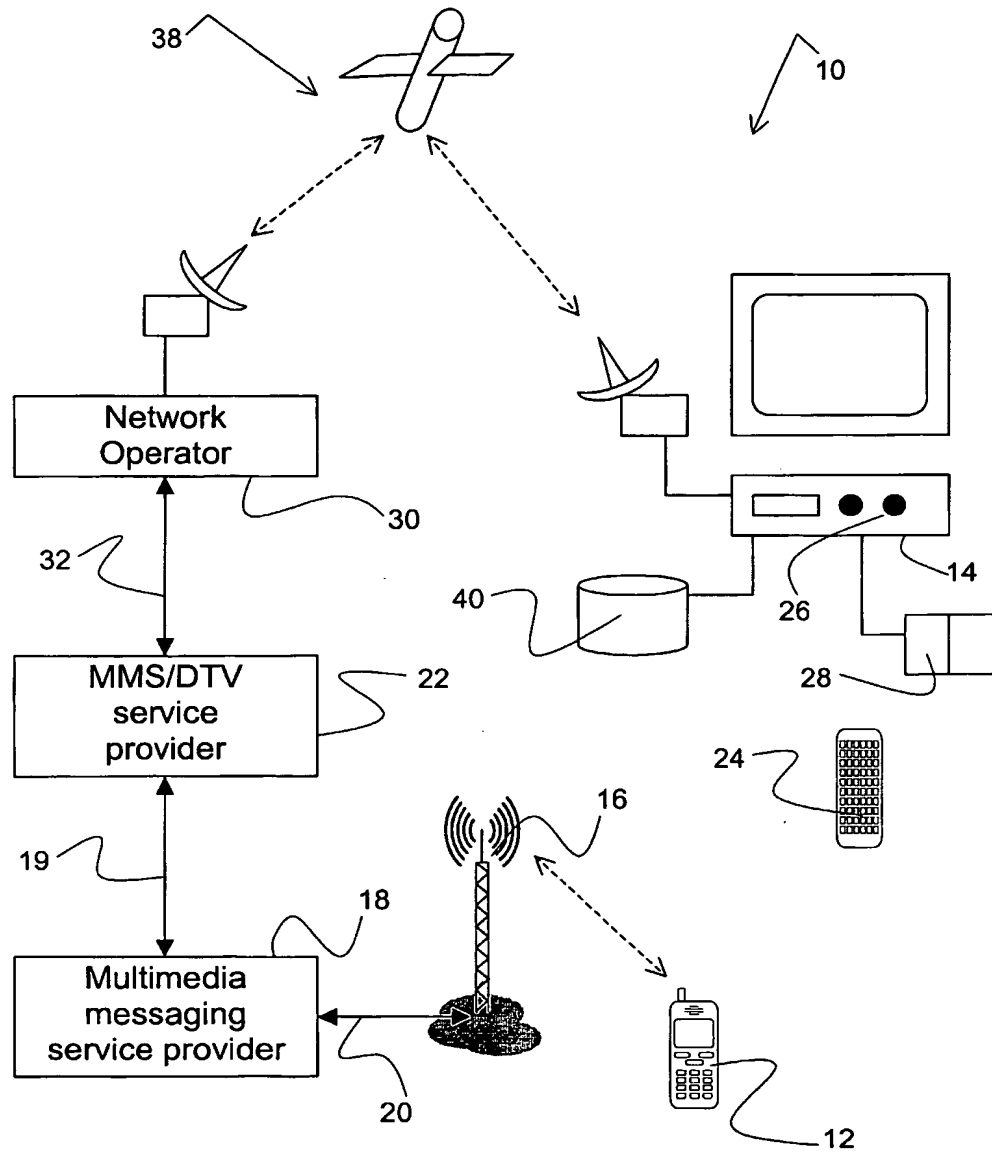 38
10
Network
Operator
30
32
14
26
40
28
MMS/DTV
service
provider
22
24
16
19
18
Multimedia
messaging
service provider
20
12